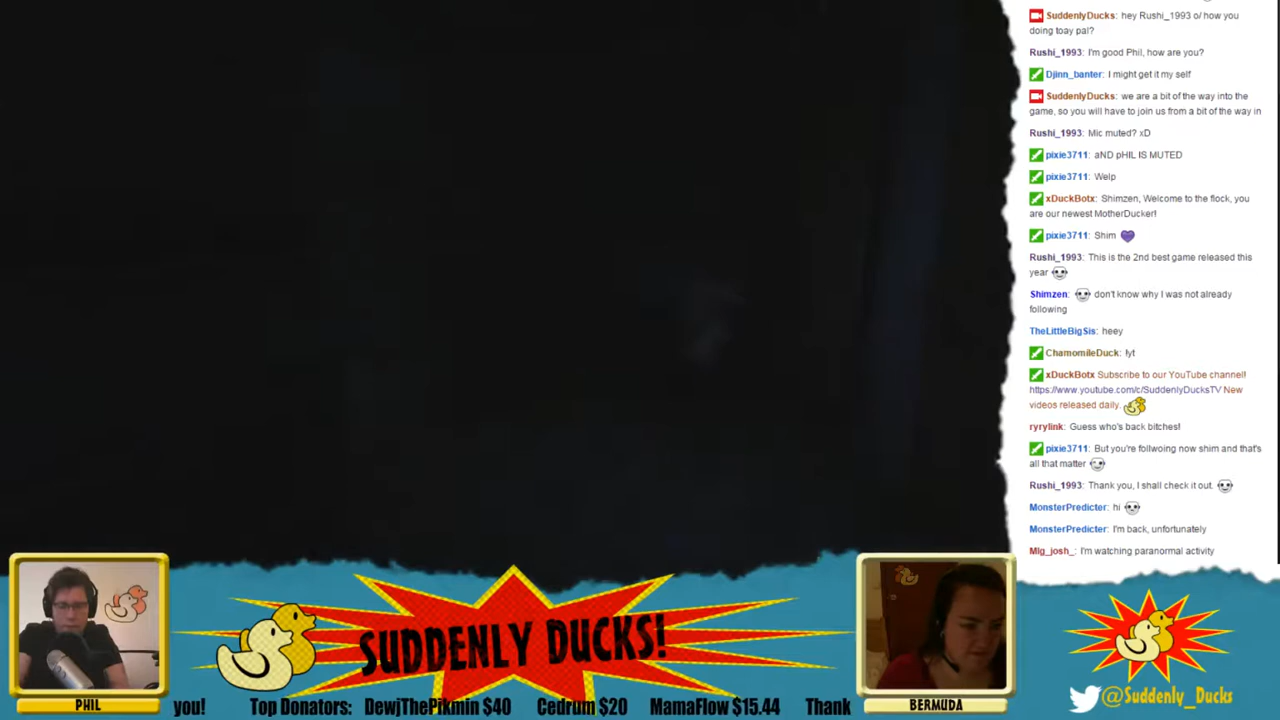 SuddenlyDucks: hey Rushi_1993 o/ how you
doing toay pal?
Rushi_1993: I'm good Phil, how are you?
Djinn_banter: I might get it my self
SuddenlyDucks: we are a bit of the way into the
game, so you will have to join us from a bit of the way in
Rushi_1993: Mic muted? xD
pixie3711: aND pHIL IS MUTED
pixie3711: Welp
xDuckBotx: Shimzen, Welcome to the flock, you
are our newest MotherDucker!
pixie3711: Shim
Rushi_1993: This is the 2nd best game released this
year
Shimzen: don't know why I was not already
following
TheLittleBigSis: heey
ChamomileDuck: !yt
xDuckBotx Subscribe to our YouTube channel!
https://www.youtube.com/c/SuddenlyDucksTV New
videos released daily.
ryrylink: Guess who's back bitches!
pixie3711: But you're follwoing now shim and that's
all that matter
Rushi_1993: Thank you, I shall check it out.
MonsterPredicter: hi
MonsterPredicter: I'm back, unfortunately
Mlg_josh_: I'm watching paranormal activity
SUDDENLY DUCKS!
PHIL
BERMUDA
you! Top Donators: DewjThePikmin $40 Cedrum $20 MamaFlow $15.44 Thank
@Suddenly_Ducks